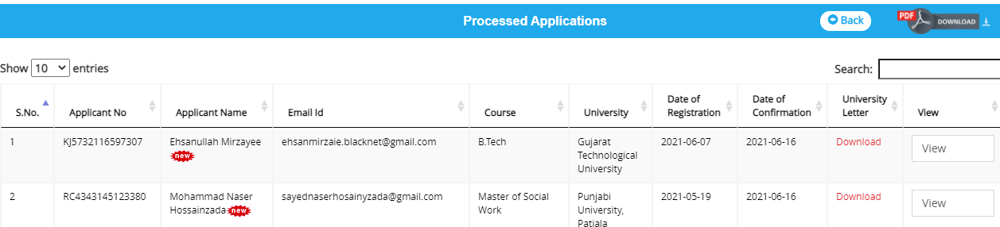 Processed Applications
Back
PDF DOWNLOAD
Show 10 entries
Search:
S.No. Applicant No Applicant Name Email Id Course University Date of Registration Date of Confirmation University Letter View
1 KJ5732116597307 Ehsanullah Mirzayee new ehsanmirzaie.blacknet@gmail.com B.Tech Gujarat Technological University 2021-06-07 2021-06-16 Download View
2 RC4343145123380 Mohammad Naser Hossainzada new sayednaserhosainyzada@gmail.com Master of Social Work Punjabi University, Patiala 2021-05-19 2021-06-16 Download View